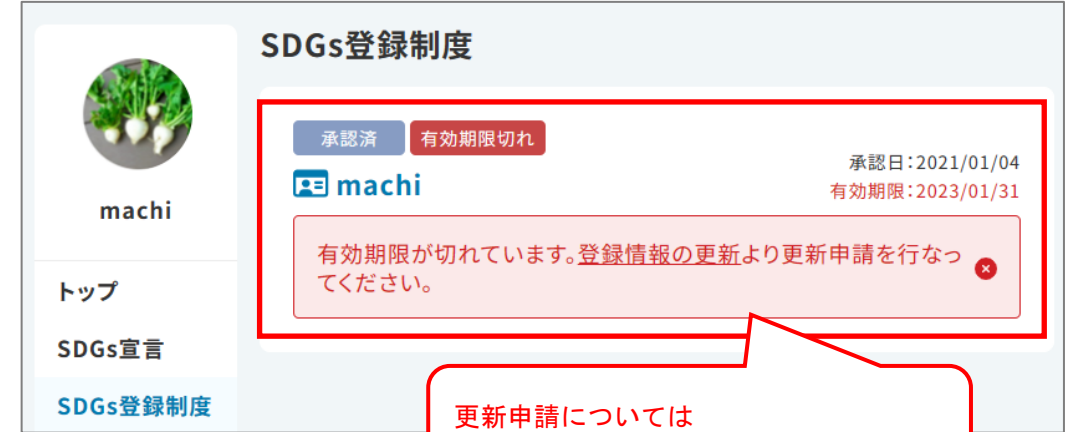 SDGs登録制度
承認済 有効期限切れ
machi
承認日:2021/01/04
有効期限:2023/01/31
有効期限が切れています。登録情報の更新より更新申請を行なっ
てください。
machi
トップ
SDGs宣言
SDGs登録制度
更新申請については